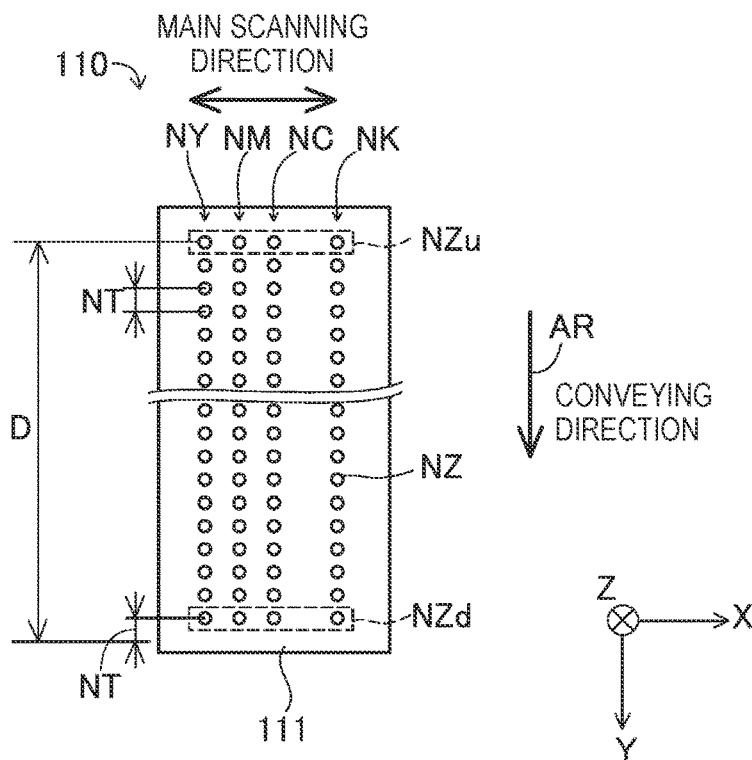 MAIN SCANNING
DIRECTION
110
NY NM NC NK
NZu
NT
AR
CONVEYING
DIRECTION
D
NZ
Z
X
NZd
NT
111
Y